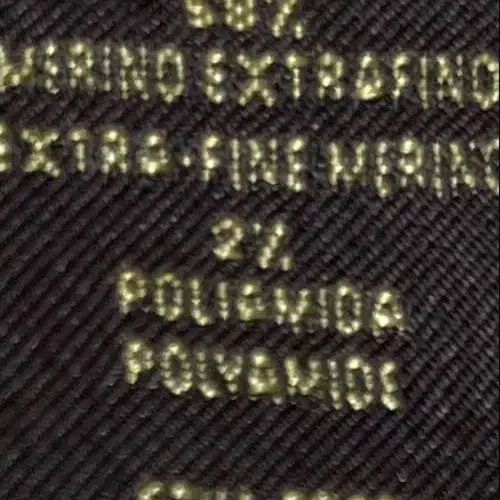 MERINO EXTRAFINO
EXTRA-FINE MERINO
2%
POLIAMIDA
POLYAMIDE